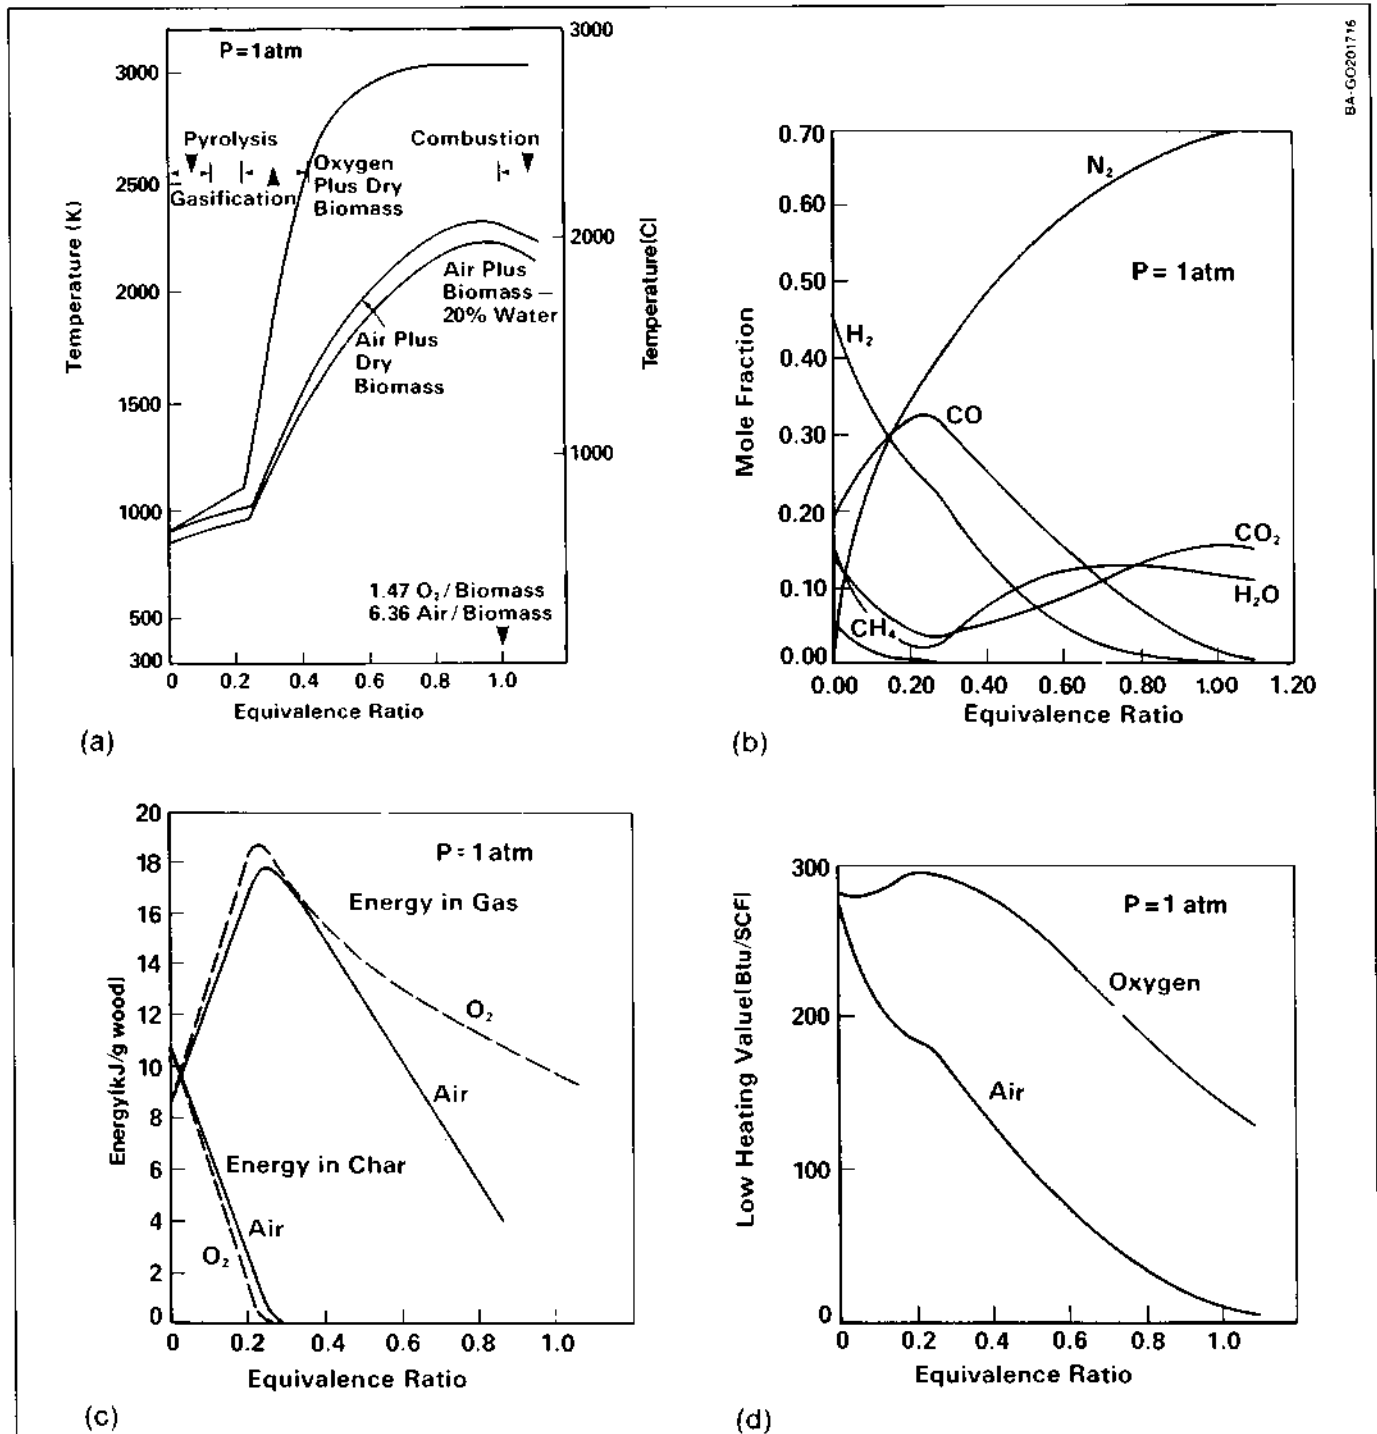 BA-GO201716
P = 1 atm
3000
2500
2000
1500
1000
500
300
Temperature (K)
3000
2000
1000
Temperature(C)
Pyrolysis
Gasification
Combustion
Oxygen
Plus Dry
Biomass
Air Plus
Biomass —
20% Water
Air Plus
Dry
Biomass
1.47 O₂/Biomass
6.36 Air/Biomass
0 0.2 0.4 0.6 0.8 1.0
Equivalence Ratio
(a)
0.70
0.60
0.50
0.40
0.30
0.20
0.10
0.00
Mole Fraction
N₂
P = 1 atm
H₂
CO
CO₂
H₂O
CH₄
0.00 0.20 0.40 0.60 0.80 1.00 1.20
Equivalence Ratio
(b)
20
18
16
14
12
10
8
6
4
2
0
Energy(kJ/g wood)
P = 1 atm
Energy in Gas
O₂
Air
Energy in Char
Air
O₂
0 0.2 0.4 0.6 0.8 1.0
Equivalence Ratio
(c)
300
200
100
0
Low Heating Value(Btu/SCF)
P = 1 atm
Oxygen
Air
0 0.2 0.4 0.6 0.8 1.0
Equivalence Ratio
(d)